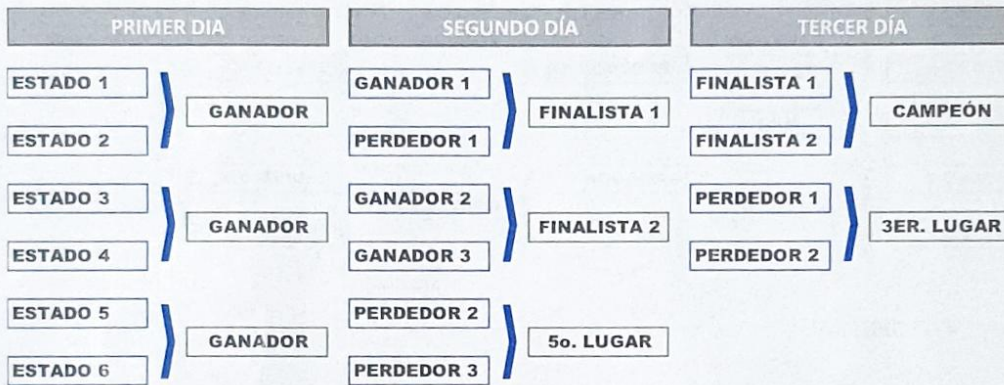 PRIMER DIA
ESTADO 1
ESTADO 2
GANADOR
ESTADO 3
ESTADO 4
GANADOR
ESTADO 5
ESTADO 6
GANADOR
SEGUNDO DÍA
GANADOR 1
PERDEDOR 1
FINALISTA 1
GANADOR 2
GANADOR 3
FINALISTA 2
PERDEDOR 2
PERDEDOR 3
5o. LUGAR
TERCER DÍA
FINALISTA 1
FINALISTA 2
CAMPEÓN
PERDEDOR 1
PERDEDOR 2
3ER. LUGAR